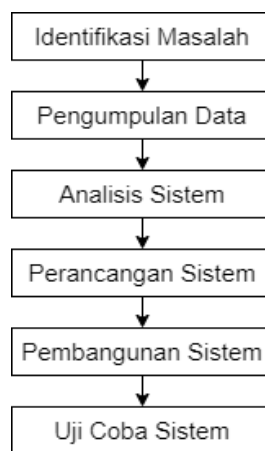 Identifikasi Masalah
Pengumpulan Data
Analisis Sistem
Perancangan Sistem
Pembangunan Sistem
Uji Coba Sistem